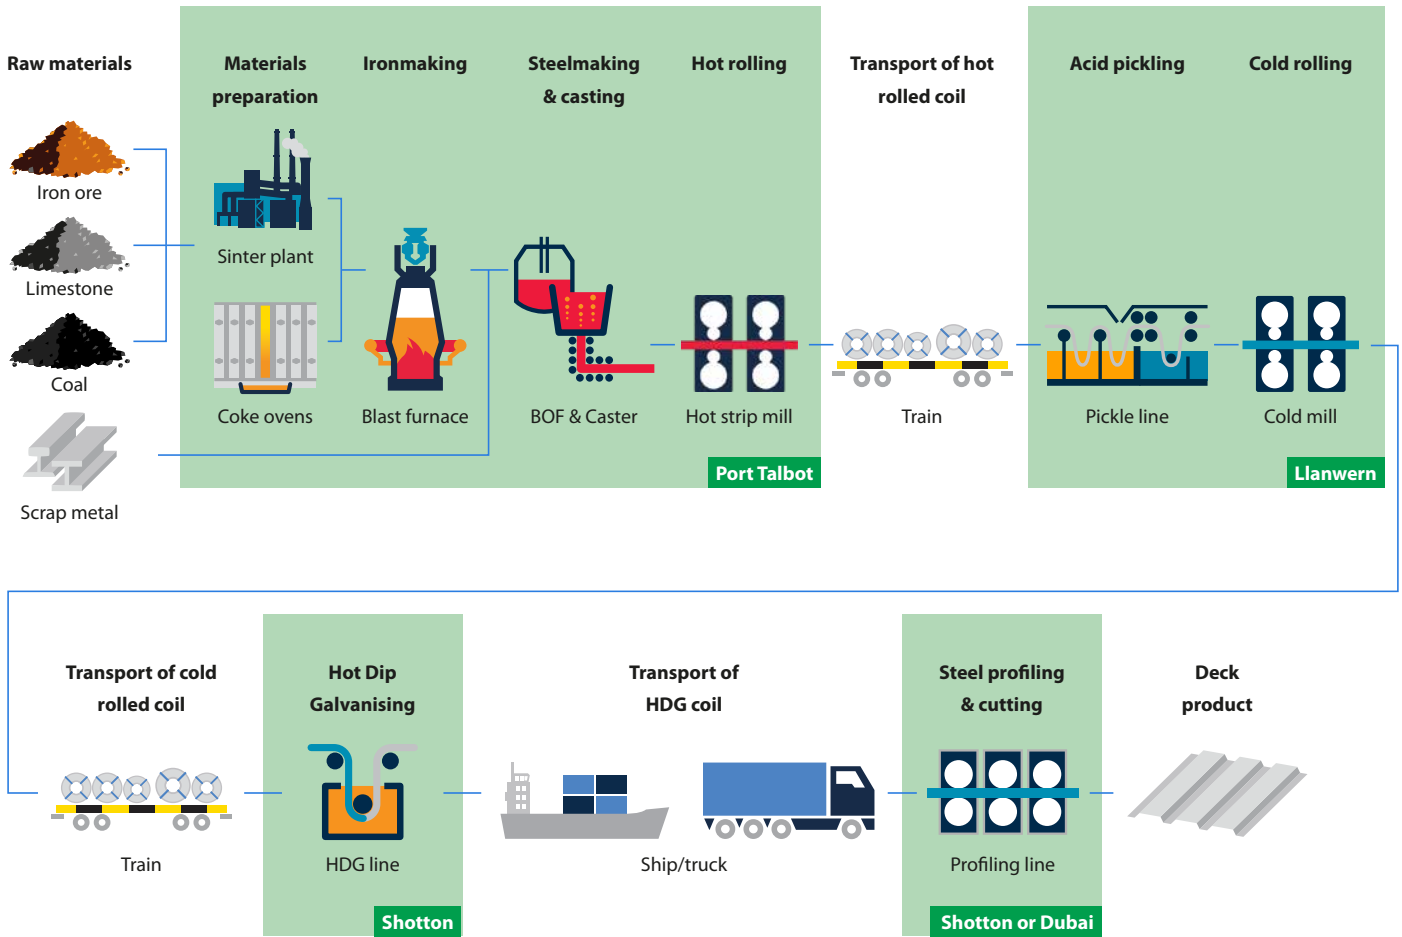 Raw materials
Iron ore
Limestone
Coal
Scrap metal
Materials
preparation
Sinter plant
Coke ovens
Ironmaking
Blast furnace
Steelmaking
& casting
BOF & Caster
Hot rolling
Hot strip mill
Port Talbot
Transport of hot
rolled coil
Train
Acid pickling
Pickle line
Cold rolling
Cold mill
Llanwern
Transport of cold
rolled coil
Train
Hot Dip
Galvanising
HDG line
Shotton
Transport of
HDG coil
Ship/truck
Steel profiling
& cutting
Profiling line
Shotton or Dubai
Deck
product